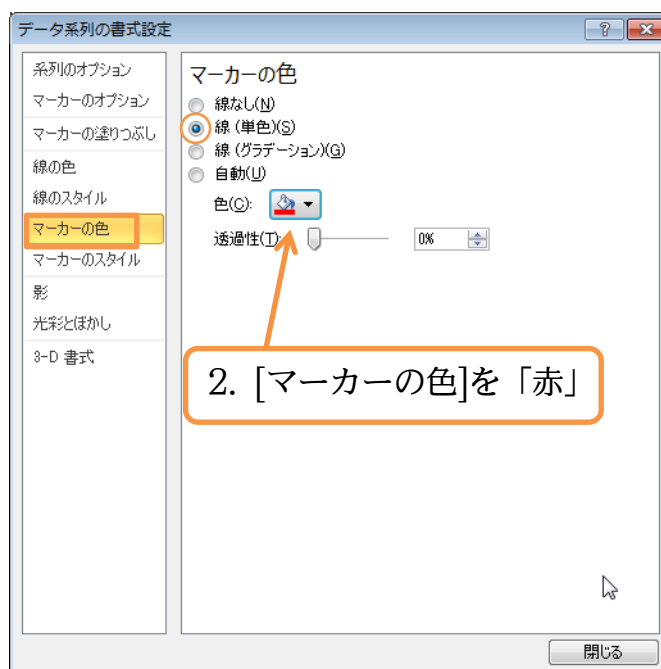 データ系列の書式設定
系列のオプション
マーカーのオプション
マーカーの塗りつぶし
線の色
線のスタイル
マーカーの色
マーカーのスタイル
影
光彩とぼかし
3-D 書式
マーカーの色
線なし(N)
線 (単色)(S)
線 (グラデーション)(G)
自動(U)
色(C):
透過性(T): 0%
2. [マーカーの色]を「赤」
閉じる